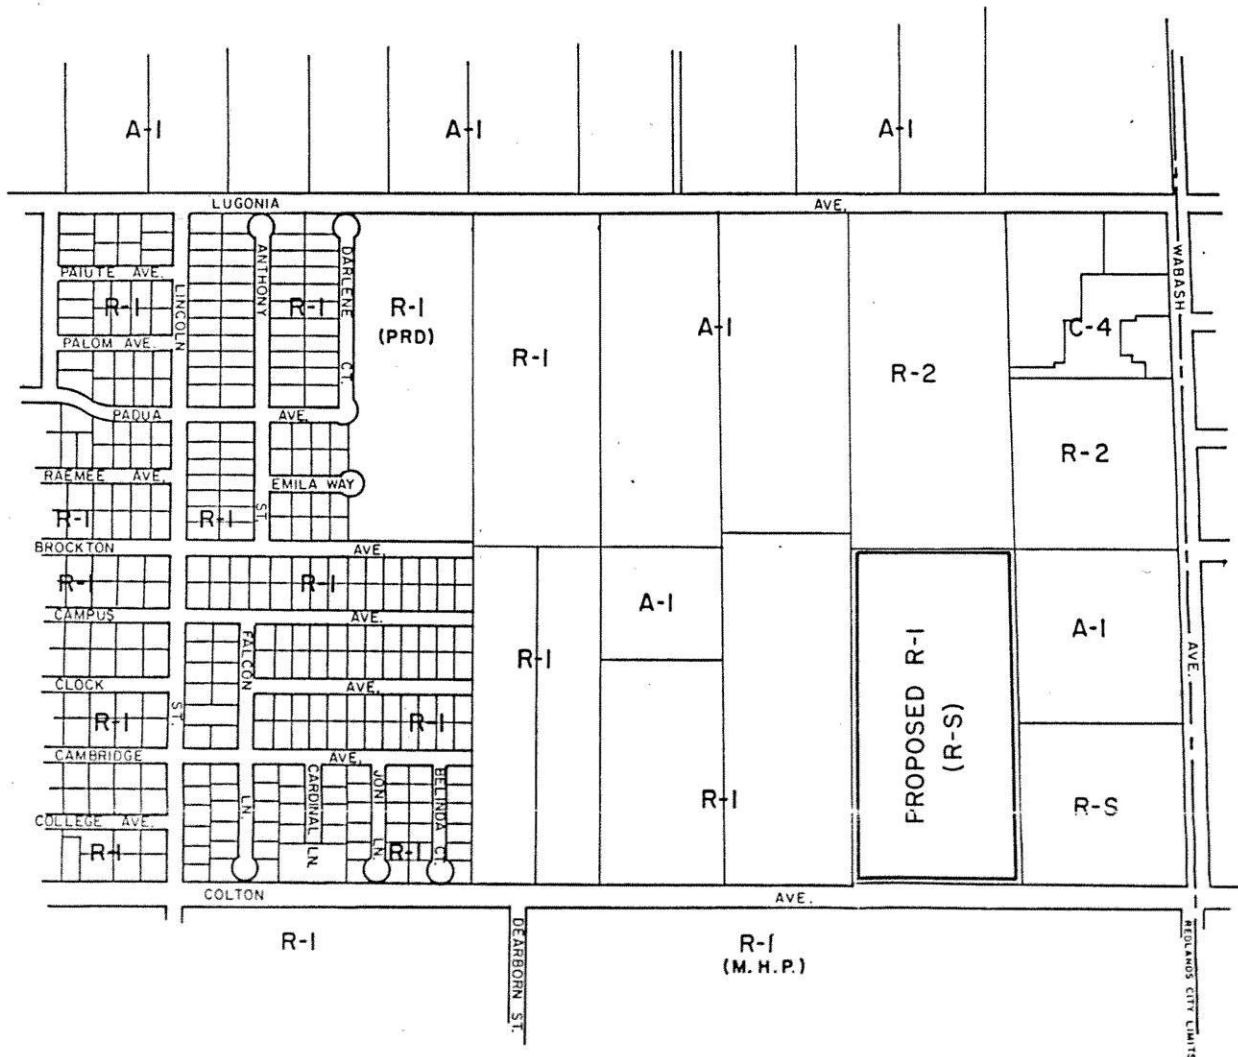 A-1
A-1
A-1
LUGONIA
AVE.
PAIUTE AVE.
LINCOLN
ANTHONY
DARLENE
CT.
WABASH
R-1
R-1
R-1
(PRD)
A-1
C-4
PALOM AVE.
R-1
R-2
PADUA
AVE.
R-2
RAEMEE AVE.
EMILA WAY
ST.
R-1
R-1
BROCKTON
AVE.
R-1
R-1
A-1
CAMPUS
AVE.
A-1
FALCON
AVE.
R-1
PROPOSED R-1
(R-S)
CLOCK
AVE.
ST.
R-1
R-1
CAMBRIDGE
AVE.
CARDINAL LN.
JONI LN.
BELINDA CT.
LN.
R-1
R-S
COLLEGE AVE.
R-1
R-1
COLTON
AVE.
DEARBORN ST.
R-1
R-1
(M.H.P.)
REDLANDS CITY LIMITS